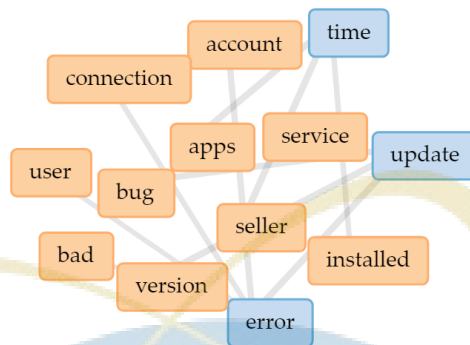 account
time
connection
service
apps
update
user
bug
seller
bad
installed
version
error